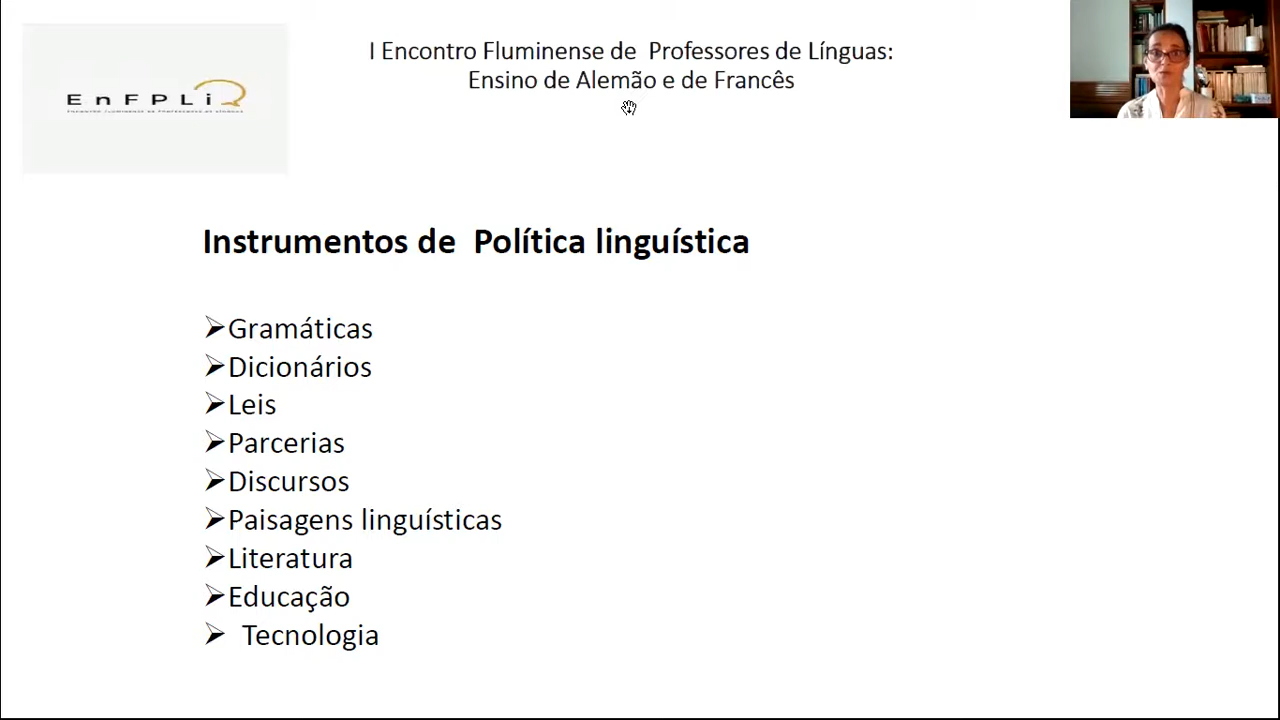 EnFPLi
I Encontro Fluminense de Professores de Línguas:
Ensino de Alemão e de Francês
Instrumentos de Política linguística
Gramáticas
Dicionários
Leis
Parcerias
Discursos
Paisagens linguísticas
Literatura
Educação
Tecnologia